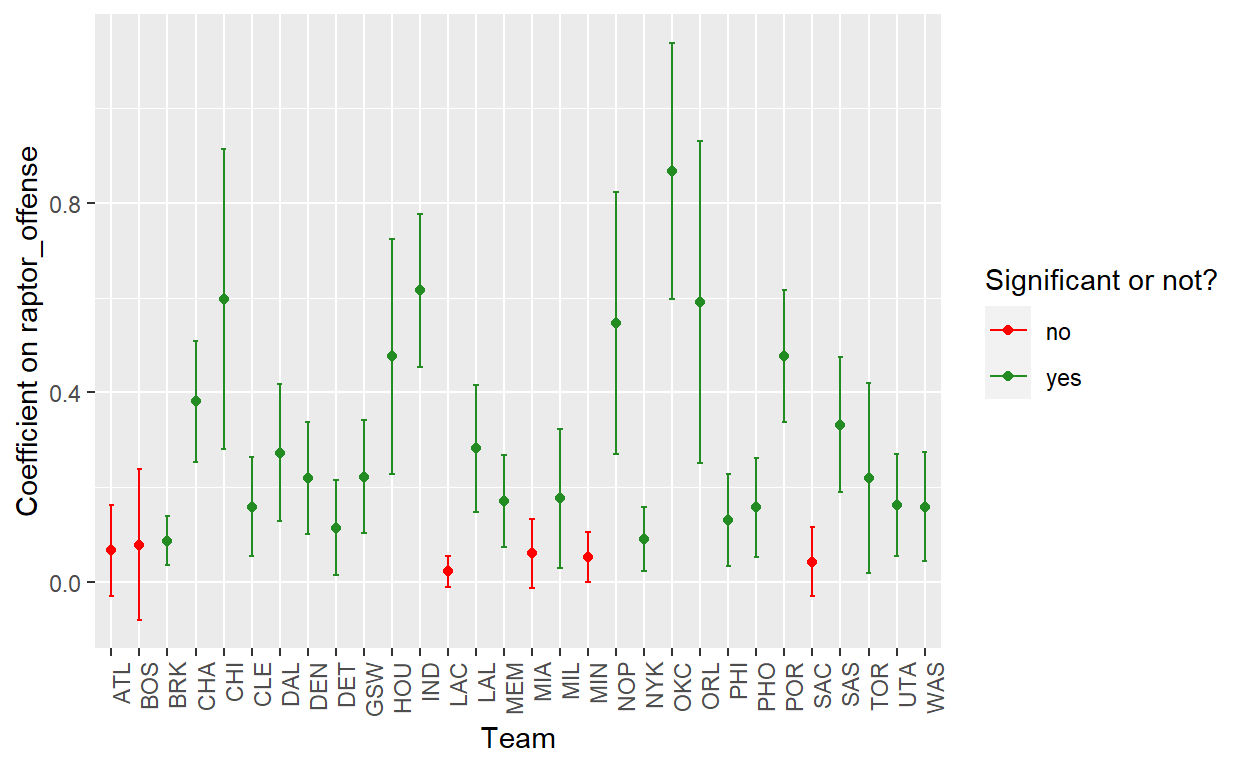 Coefficient on raptor_offense
0.8
0.4
0.0
ATL
BOS
BRK
CHA
CHI
CLE
DAL
DEN
DET
GSW
HOU
IND
LAC
LAL
MEM
MIA
MIL
MIN
NOP
NYK
OKC
ORL
PHI
PHO
POR
SAC
SAS
TOR
UTA
WAS
Team
Significant or not?
no
yes